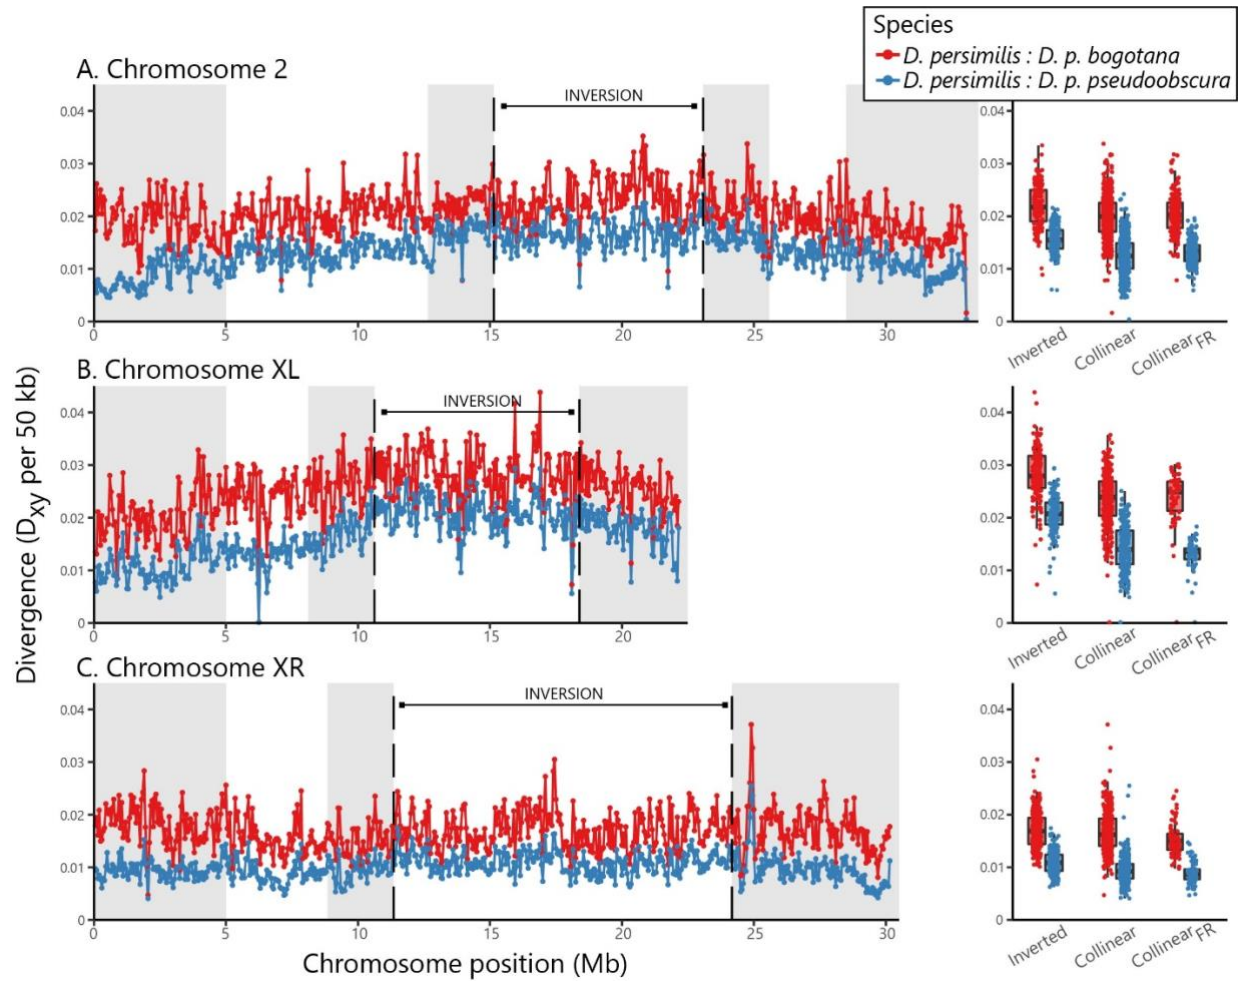 Species
D. persimilis : D. p. bogotana
D. persimilis : D. p. pseudoobscura
A. Chromosome 2
INVERSION
0.04
0.03
0.02
0.01
0
0 5 10 15 20 25 30
0.04
0.03
0.02
0.01
0
Inverted Collinear Collinear FR
B. Chromosome XL
INVERSION
0.04
0.03
0.02
0.01
0
0 5 10 15 20
0.04
0.03
0.02
0.01
0
Inverted Collinear Collinear FR
C. Chromosome XR
INVERSION
0.04
0.03
0.02
0.01
0
0 5 10 15 20 25 30
0.04
0.03
0.02
0.01
0
Inverted Collinear Collinear FR
Divergence (DXY per 50 kb)
Chromosome position (Mb)